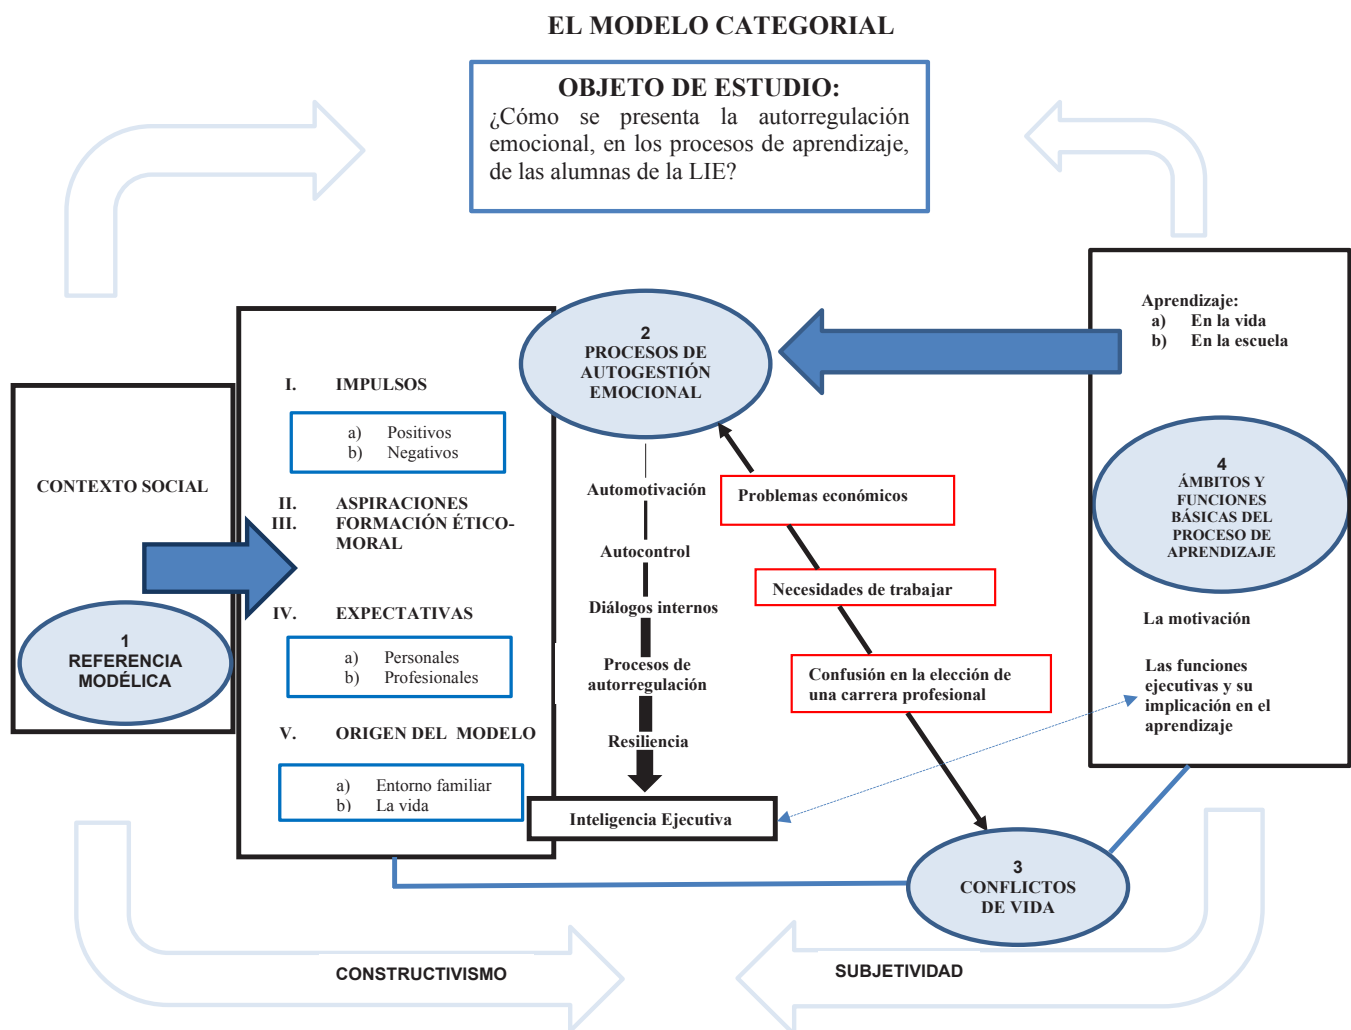 EL MODELO CATEGORIAL
OBJETO DE ESTUDIO:
¿Cómo se presenta la autorregulación
emocional, en los procesos de aprendizaje,
de las alumnas de la LIE?
CONTEXTO SOCIAL
1
REFERENCIA
MODÉLICA
I. IMPULSOS
a) Positivos
b) Negativos
II. ASPIRACIONES
III. FORMACIÓN ÉTICO-
MORAL
IV. EXPECTATIVAS
a) Personales
b) Profesionales
V. ORIGEN DEL MODELO
a) Entorno familiar
b) La vida
2
PROCESOS DE
AUTOGESTIÓN
EMOCIONAL
Automotivación
Autocontrol
Diálogos internos
Procesos de
autorregulación
Resiliencia
Inteligencia Ejecutiva
Problemas económicos
Necesidades de trabajar
Confusión en la elección de
una carrera profesional
3
CONFLICTOS
DE VIDA
Aprendizaje:
a) En la vida
b) En la escuela
4
ÁMBITOS Y
FUNCIONES
BÁSICAS DEL
PROCESO DE
APRENDIZAJE
La motivación
Las funciones
ejecutivas y su
implicación en el
aprendizaje
CONSTRUCTIVISMO
SUBJETIVIDAD